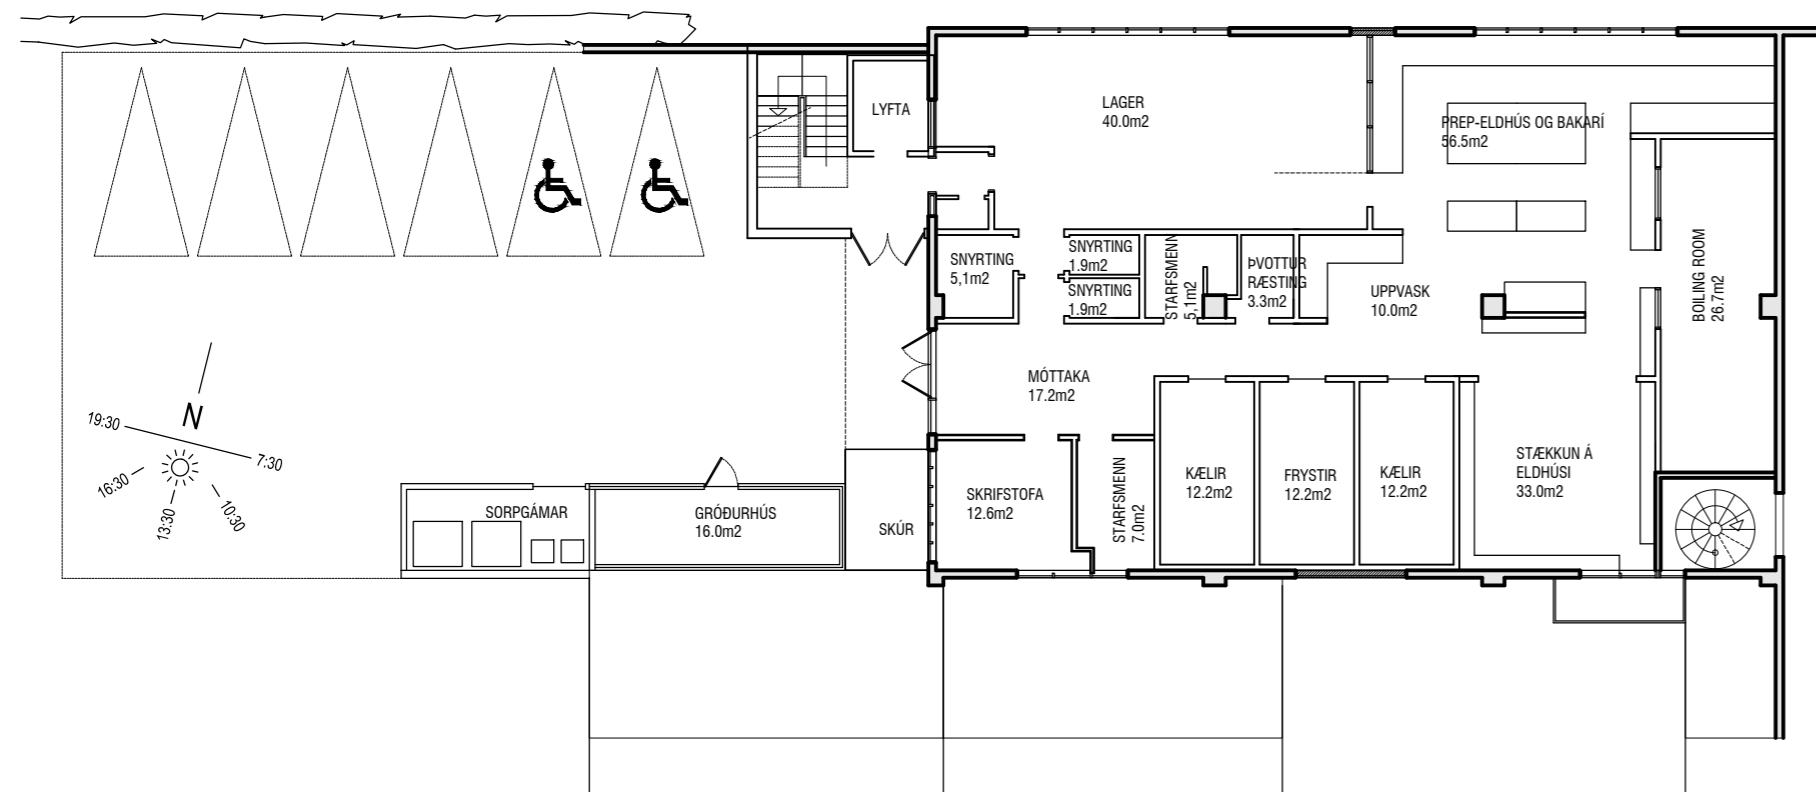 LYFTA
LAGER
40.0m2
PREP-ELDHÚS OG BAKARÍ
56.5m2
SNYRTING
5,1m2
SNYRTING
1.9m2
SNYRTING
1.9m2
STARFSMENN
5,1m2
ÞVOTTUR
RÆSTING
3.3m2
UPPVASK
10.0m2
BOILING ROOM
26.7m2
MÓTTAKA
17.2m2
N
19:30
7:30
16:30
13:30
10:30
SORPGÁMAR
GRÓÐURHÚS
16.0m2
SKÚR
SKRIFSTOFA
12.6m2
STARFSMENN
7.0m2
KÆLIR
12.2m2
FRYSTIR
12.2m2
KÆLIR
12.2m2
STÆKKUN Á
ELDHÚSI
33.0m2